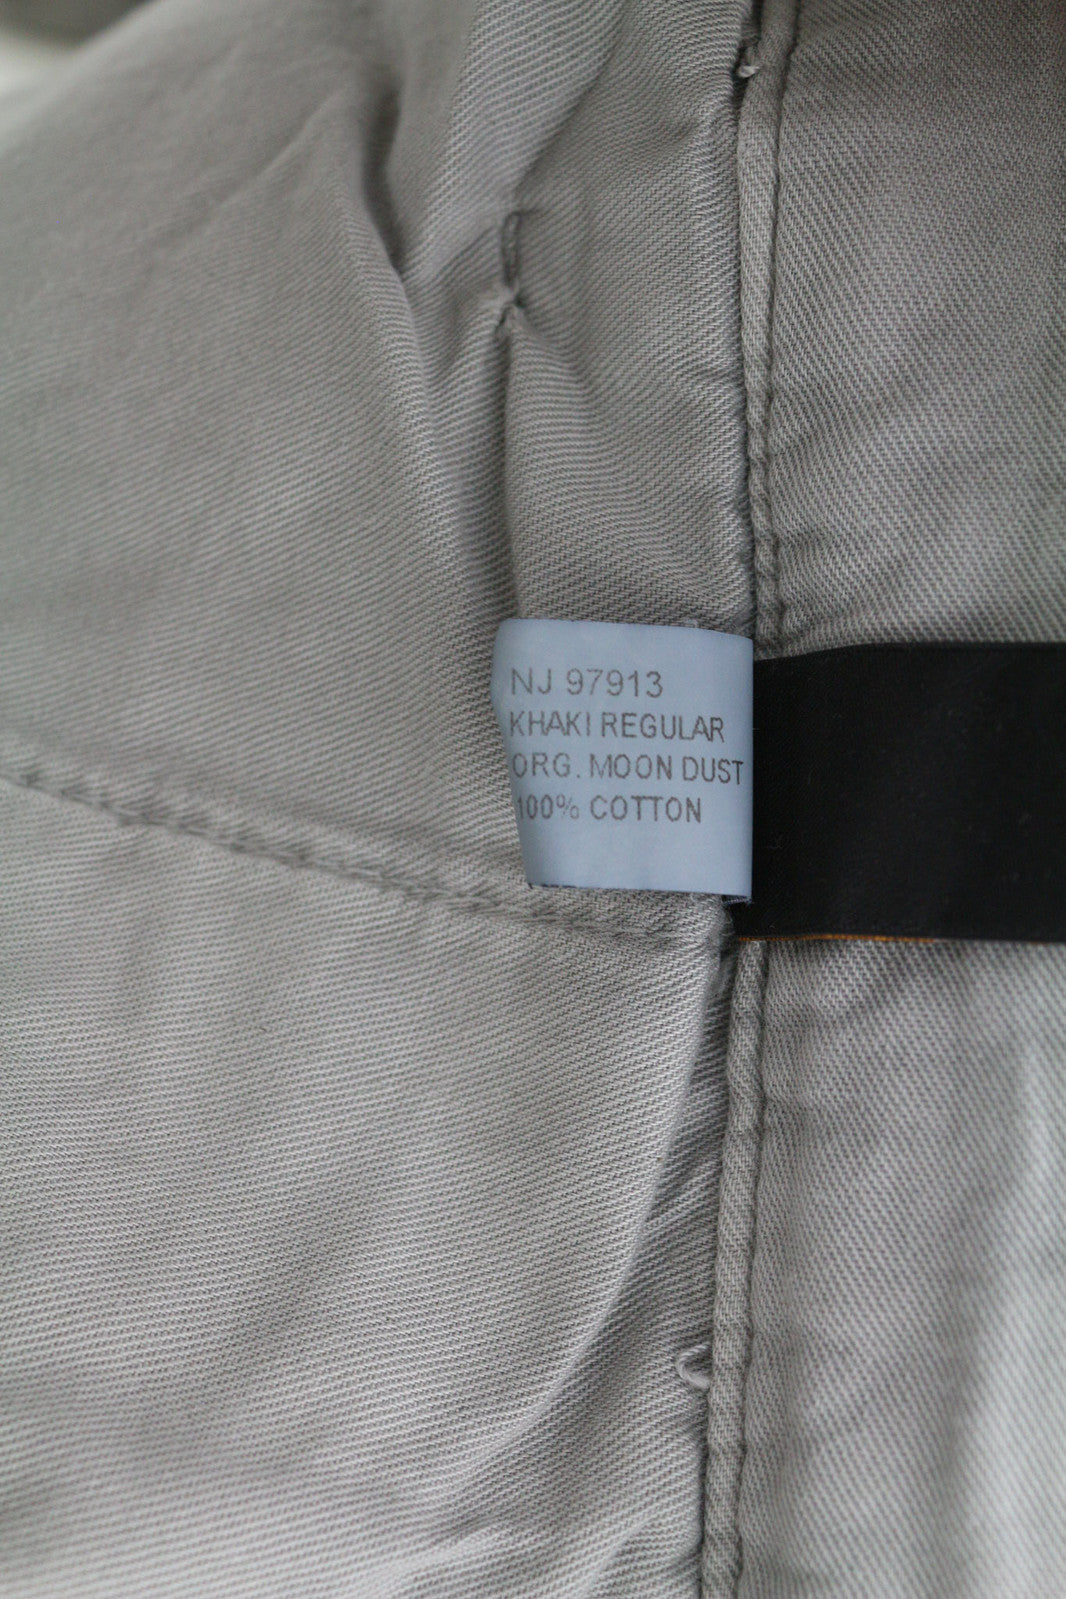 NJ 97913
KHAKI REGULAR
ORG. MOON DUST
100% COTTON